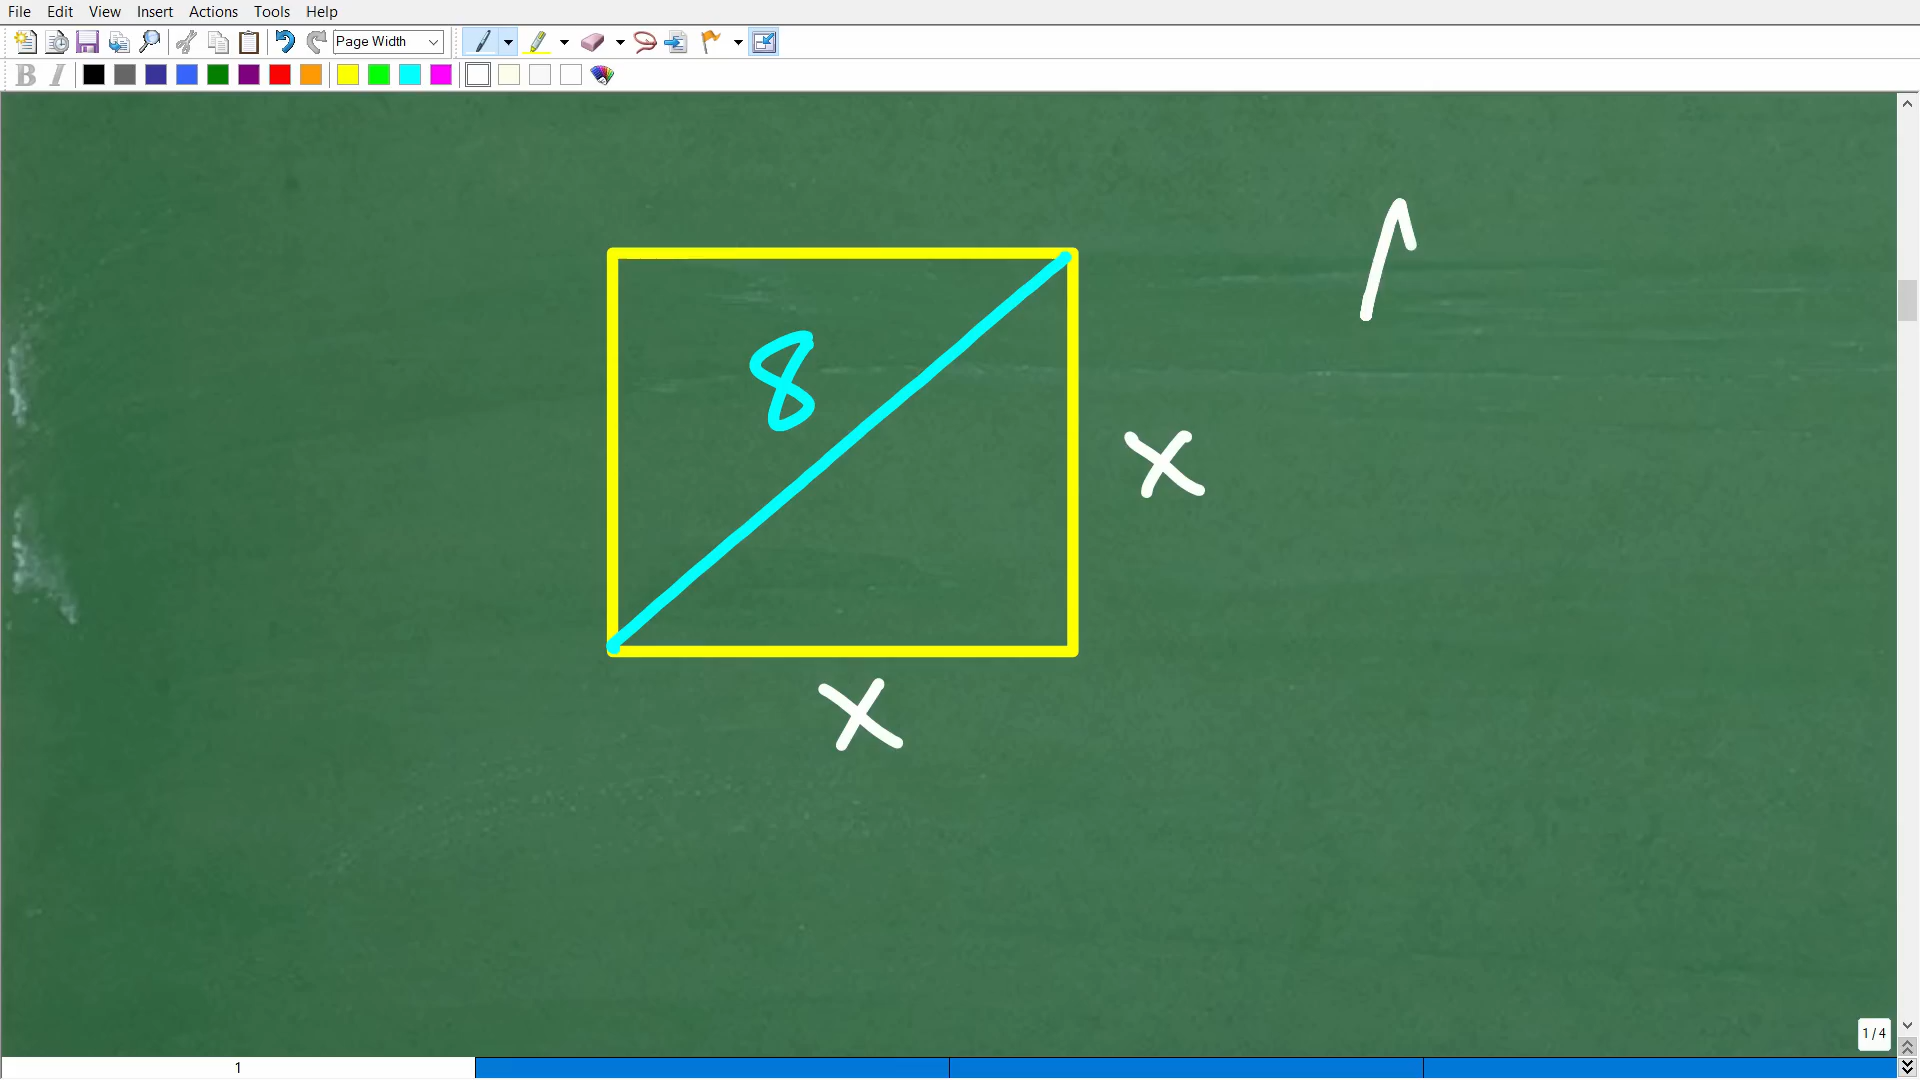 File Edit View Insert Actions Tools Help
Page Width
B I
8
x
x
1 / 4
1